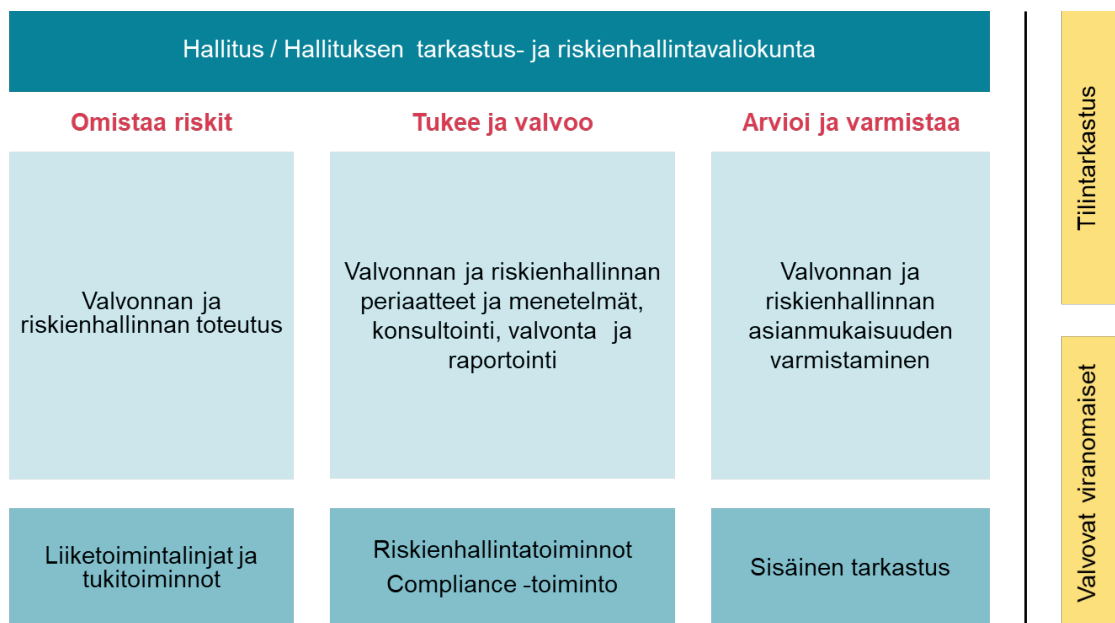 Hallitus / Hallituksen tarkastus- ja riskienhallintavaliokunta
Omistaa riskit
Tukee ja valvoo
Arvioi ja varmistaa
Valvonnan ja
riskienhallinnan toteutus
Valvonnan ja riskienhallinnan
periaatteet ja menetelmät,
konsultointi, valvonta ja
raportointi
Valvonnan ja
riskienhallinnan
asianmukaisuuden
varmistaminen
Liiketoimintalinjat ja
tukitoiminnot
Riskienhallintatoiminnot
Compliance -toiminto
Sisäinen tarkastus
Tilintarkastus
Valvovat viranomaiset